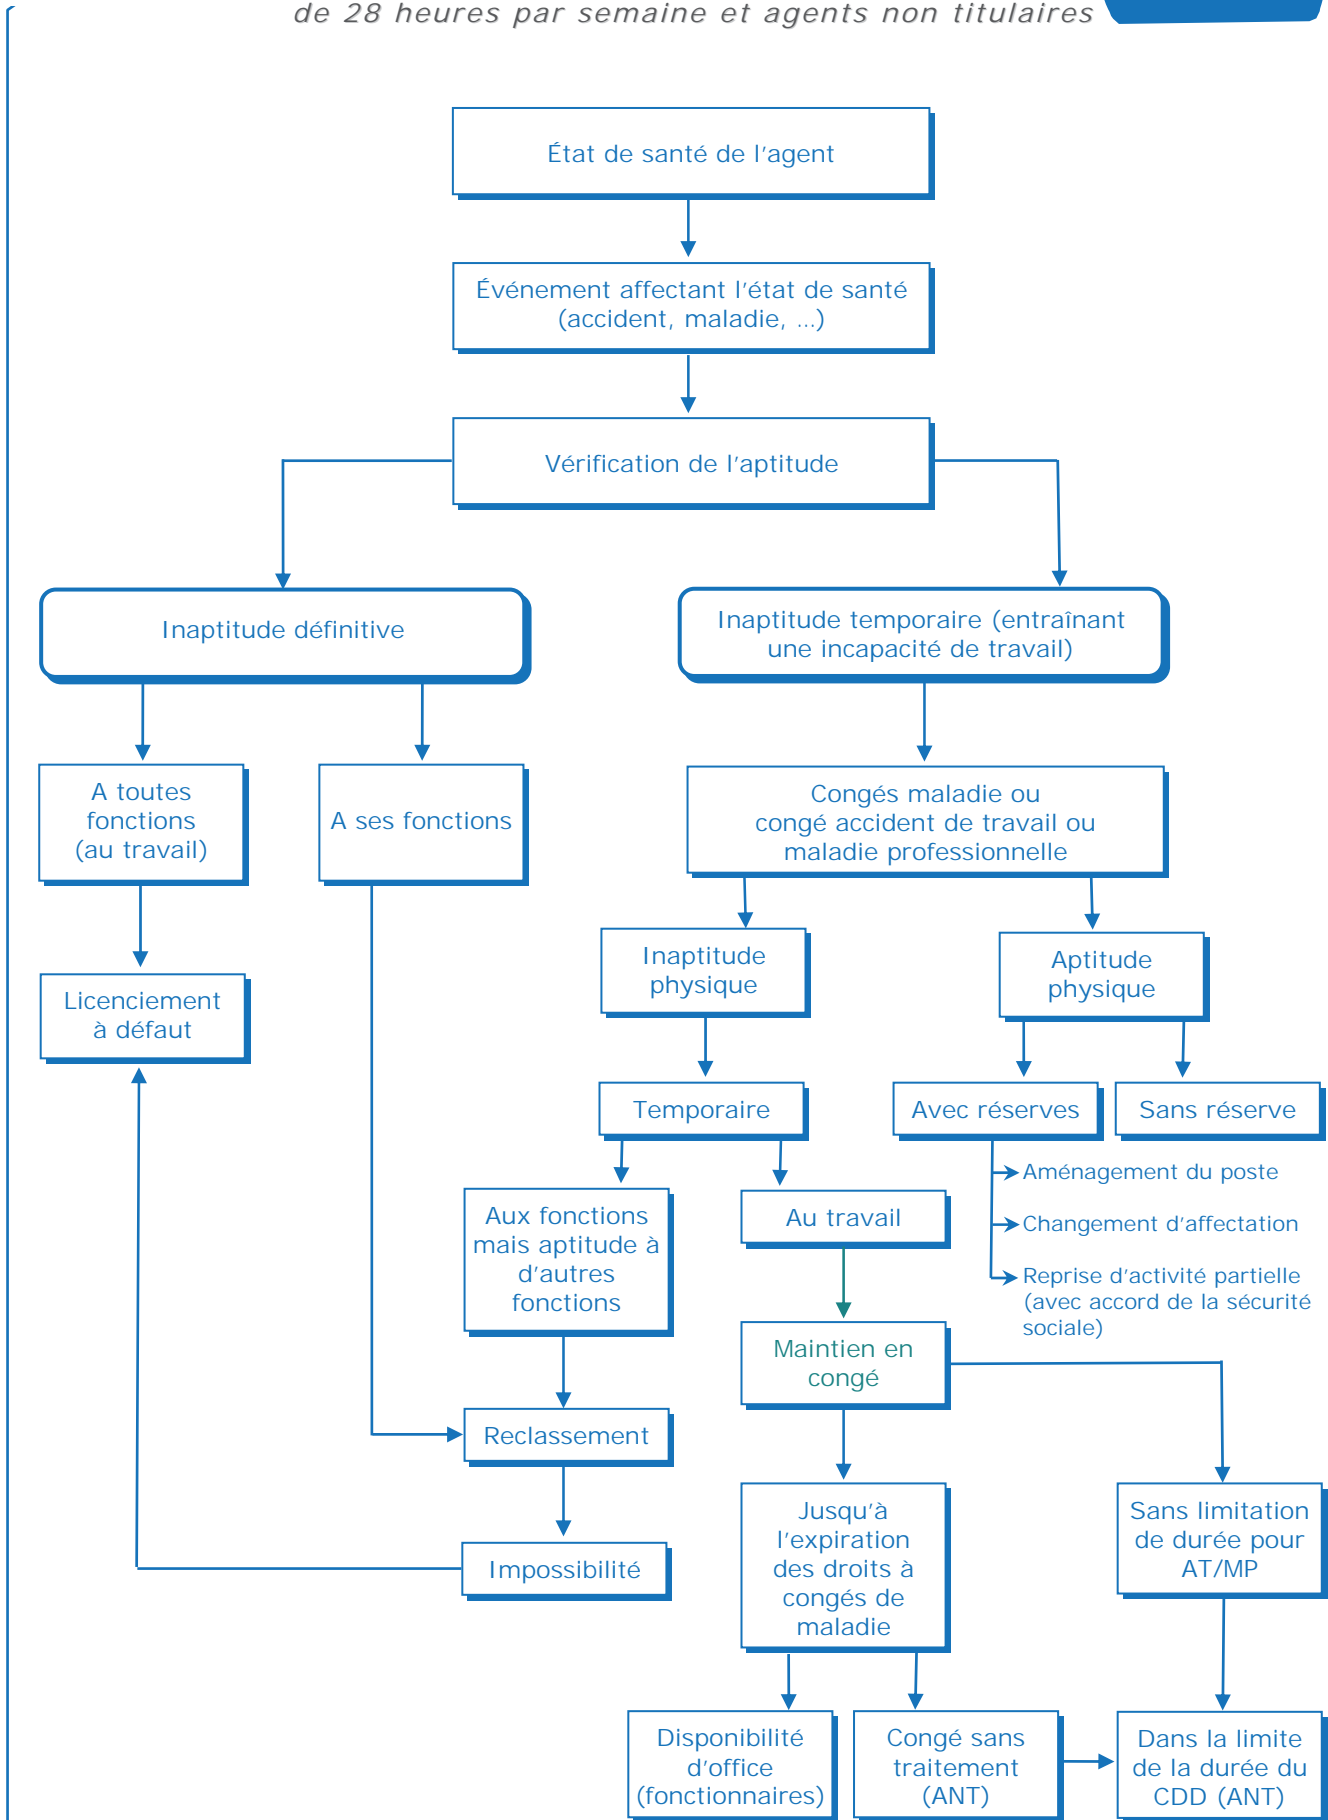 de 28 heures par semaine et agents non titulaires
État de santé de l'agent
Événement affectant l'état de santé
(accident, maladie, ...)
Vérification de l'aptitude
Inaptitude définitive
Inaptitude temporaire (entraînant
une incapacité de travail)
A toutes
fonctions
(au travail)
A ses fonctions
Congés maladie ou
congé accident de travail ou
maladie professionnelle
Inaptitude
physique
Aptitude
physique
Licenciement
à défaut
Temporaire
Avec réserves
Sans réserve
Aménagement du poste
Changement d'affectation
Reprise d'activité partielle
(avec accord de la sécurité
sociale)
Aux fonctions
mais aptitude à
d'autres
fonctions
Au travail
Maintien en
congé
Reclassement
Impossibilité
Jusqu'à
l'expiration
des droits à
congés de
maladie
Sans limitation
de durée pour
AT/MP
Disponibilité
d'office
(fonctionnaires)
Congé sans
traitement
(ANT)
Dans la limite
de la durée du
CDD (ANT)